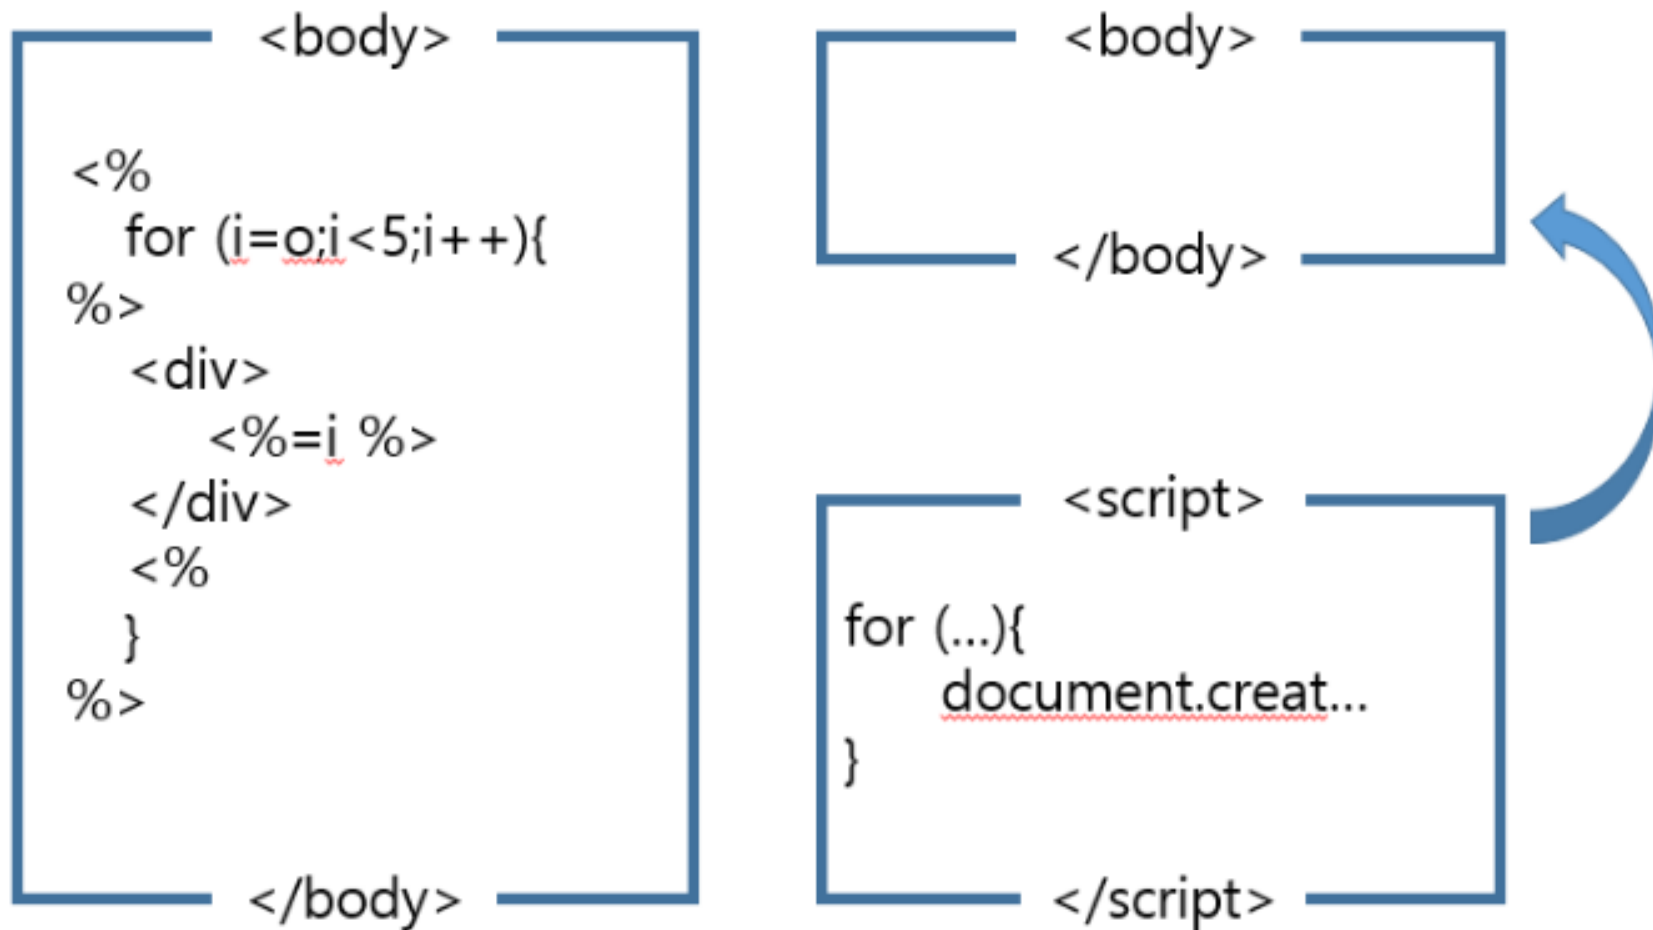 <body>
<%
for (i=o;i<5;i++){
%>
<div>
<%=i %>
</div>
<%
}
%>
</body>
<body>
</body>
<script>
for (...){
document.creat...
}
</script>